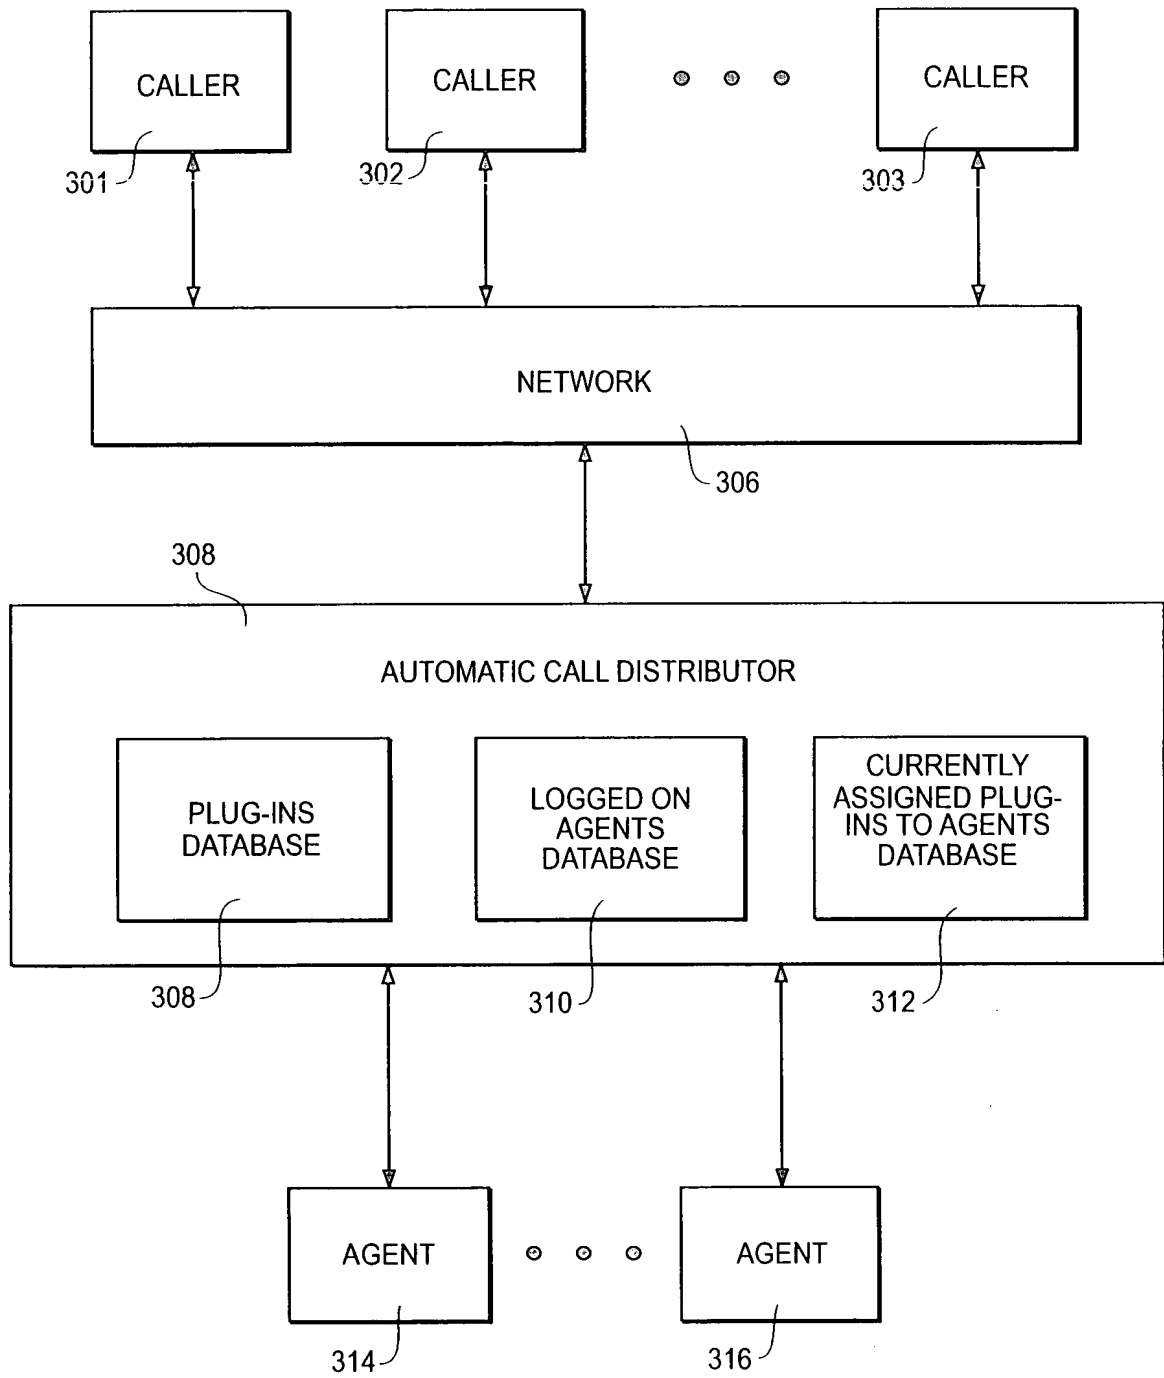 CALLER
CALLER
CALLER
301
302
303
NETWORK
306
308
AUTOMATIC CALL DISTRIBUTOR
PLUG-INS
DATABASE
LOGGED ON
AGENTS
DATABASE
CURRENTLY
ASSIGNED PLUG-
INS TO AGENTS
DATABASE
308
310
312
AGENT
AGENT
314
316